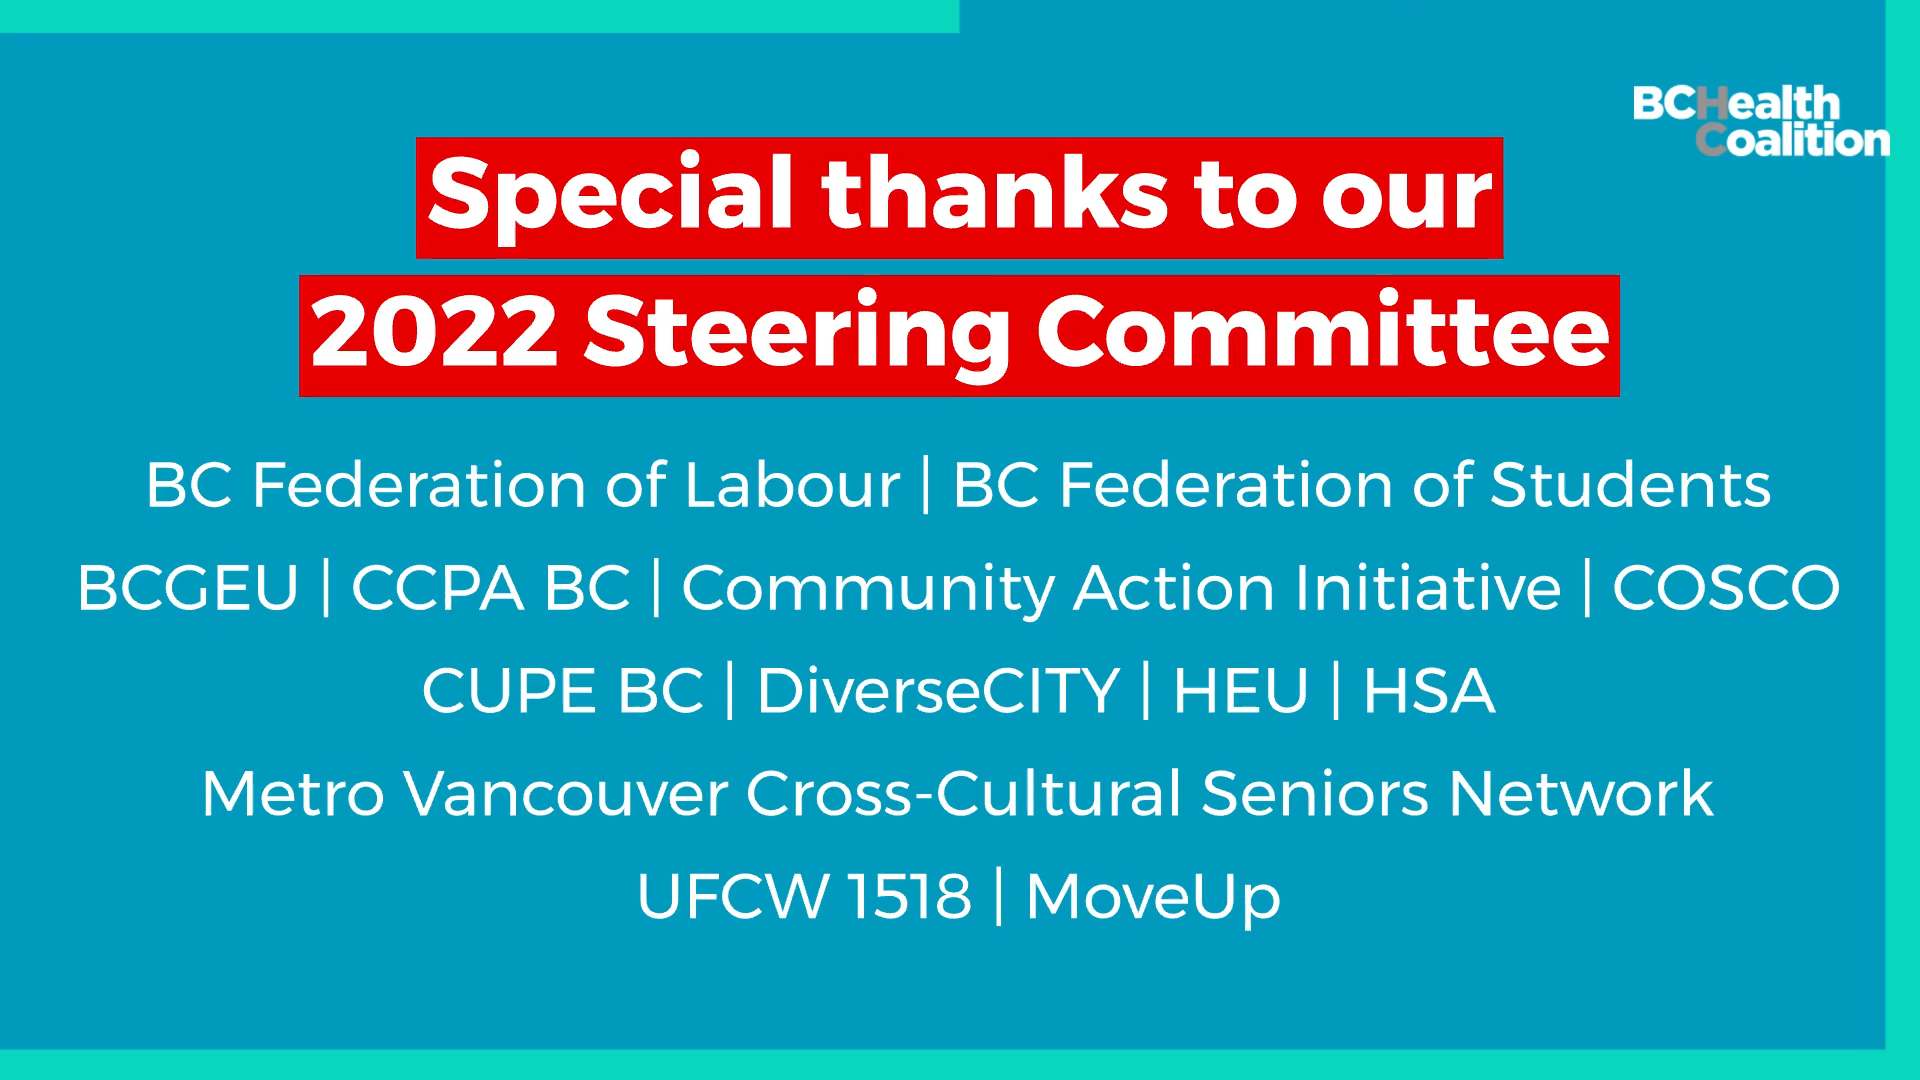 BCHealth
Coalition
Special thanks to our
2022 Steering Committee
BC Federation of Labour | BC Federation of Students
BCGEU | CCPA BC | Community Action Initiative | COSCO
CUPE BC | DiverseCITY | HEU | HSA
Metro Vancouver Cross-Cultural Seniors Network
UFCW 1518 | MoveUp